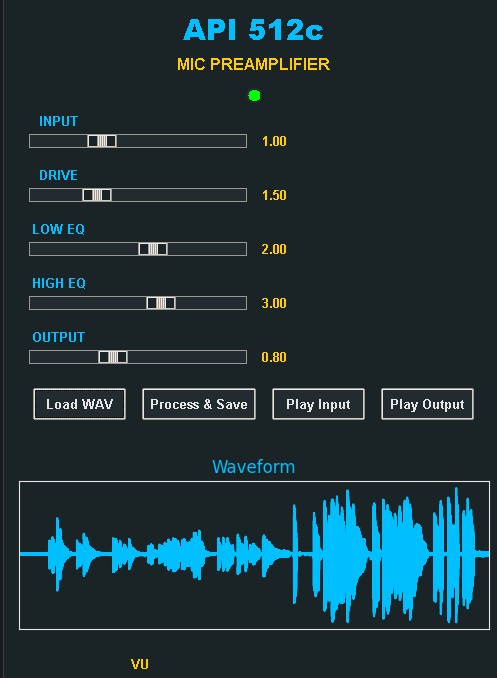 API 512c
MIC PREAMPLIFIER
INPUT
1.00
DRIVE
1.50
LOW EQ
2.00
HIGH EQ
3.00
OUTPUT
0.80
Load WAV Process & Save Play Input Play Output
Waveform
VU